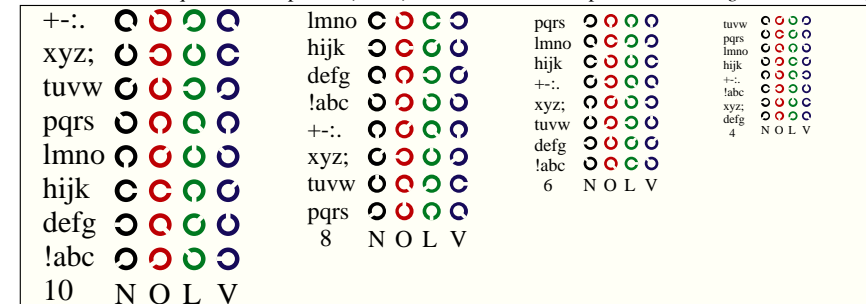 +-:.
xyz;
tuvw
pqrs
lmno
hijk
defg
!abc
10 N O L V
lmno
hijk
defg
!abc
+-:.
xyz;
tuvw
pqrs
8 N O L V
pqrs
lmno
hijk
+-:.
xyz;
tuvw
defg
!abc
6 N O L V
tuvw
pqrs
lmno
hijk
+-:.
!abc
xyz;
defg
4 N O L V